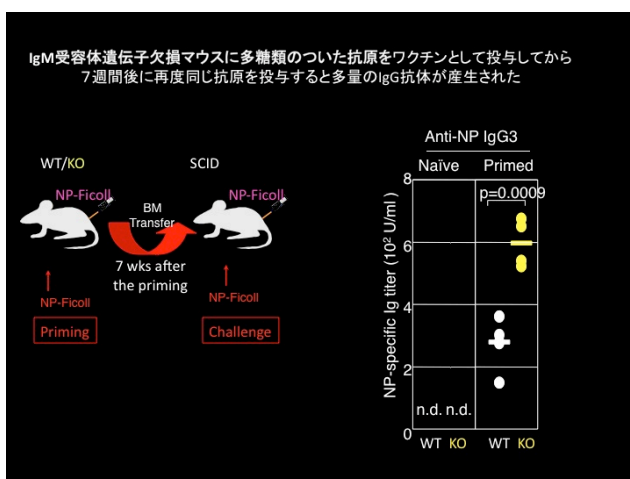 IgM受容体遺伝子欠損マウスに多糖類のついた抗原をワクチンとして投与してから
7週間後に再度同じ抗原を投与すると多量のIgG抗体が産生された
WT/KO
SCID
NP-Ficoll
NP-Ficoll
BM
Transfer
7 wks after
the priming
NP-Ficoll
NP-Ficoll
Priming
Challenge
Anti-NP IgG3
Naïve Primed
NP-specific Ig titer (10² U/ml)
8
p=0.0009
6
4
2
n.d. n.d.
0
WT KO WT KO